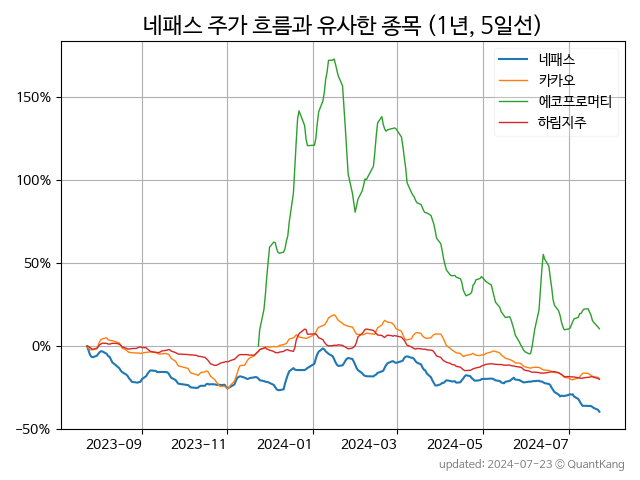 네패스 주가 흐름과 유사한 종목 (1년, 5일선)
네패스
카카오
에코프로머티
하림지주
150%
100%
50%
0%
−50%
2023−09
2023−11
2024−01
2024−03
2024−05
2024−07
updated: 2024-07-23 © QuantKang